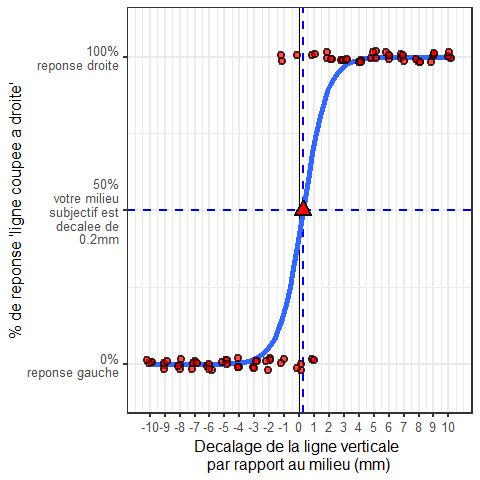 % de reponse 'ligne coupee a droite'
100%
reponse droite
50%
votre milieu
subjectif est
decalee de
0.2mm
0%
reponse gauche
-10 -9 -8 -7 -6 -5 -4 -3 -2 -1 0 1 2 3 4 5 6 7 8 9 10
Decalage de la ligne verticale
par rapport au milieu (mm)